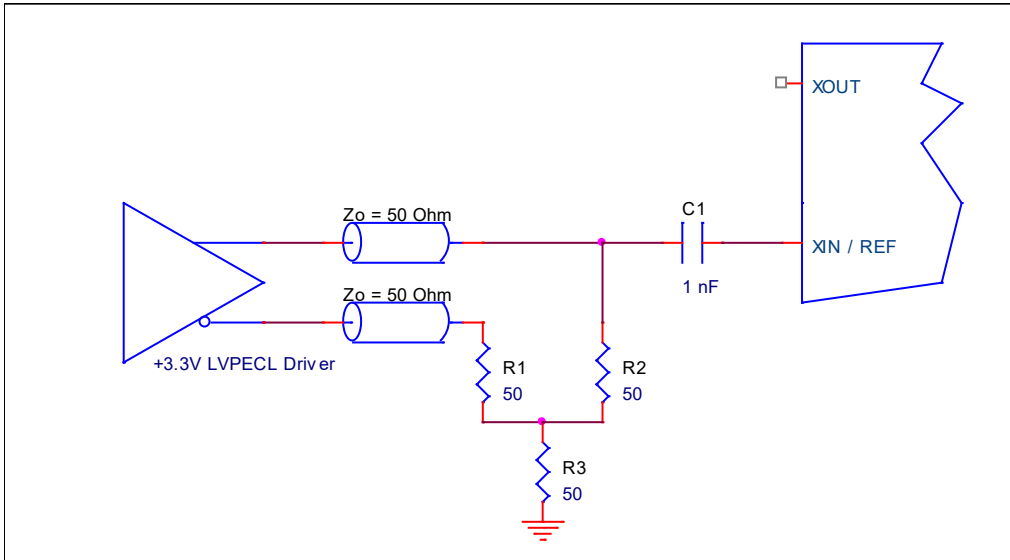 XOUT
Zo = 50 Ohm
C1
XIN / REF
1 nF
Zo = 50 Ohm
+3.3V LVPECL Driver
R1
50
R2
50
R3
50